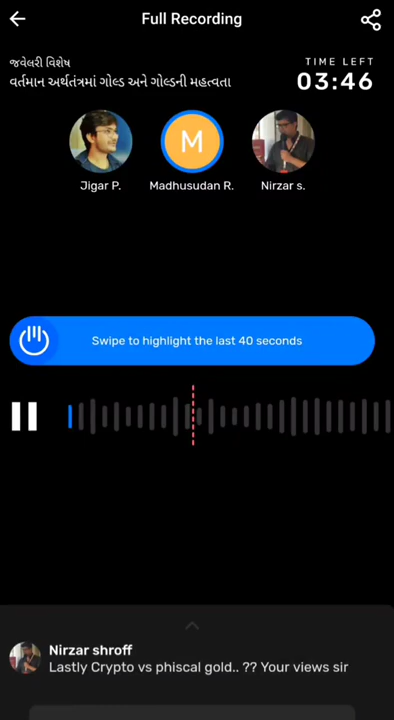 Full Recording
જવેલરી વિશેષ
વર્તમાન અર્થતંત્રમાં ગોલ્ડ અને ગોલ્ડની મહત્વતા
TIME LEFT
03:46
M
Jigar P.
Madhusudan R.
Nirzar s.
Swipe to highlight the last 40 seconds
Nirzar shroff
Lastly Crypto vs phiscal gold.. ?? Your views sir